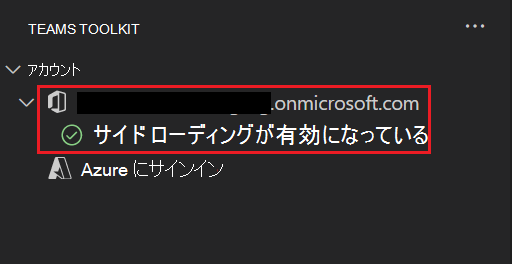 TEAMS TOOLKIT
アカウント
.onmicrosoft.com
サイドローディングが有効になっている
Azure にサインイン